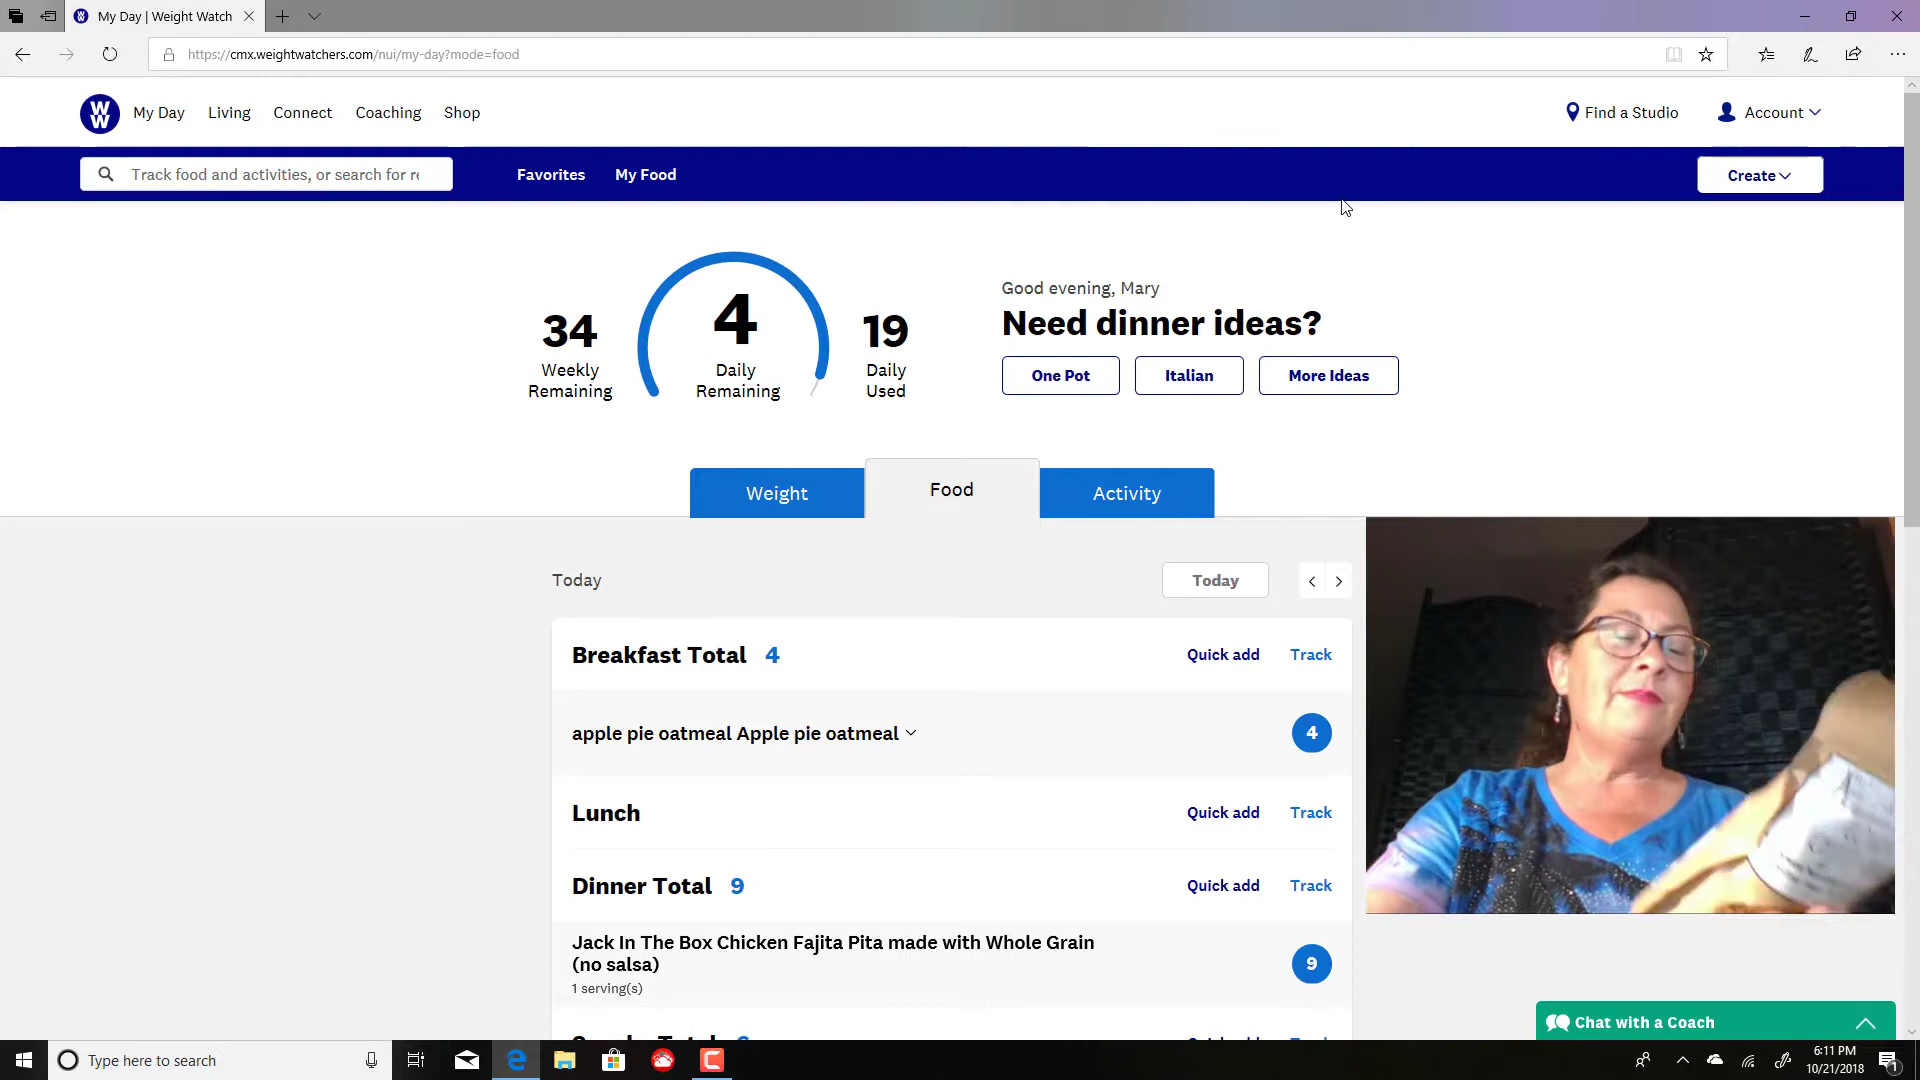 My Day | Weight Watch
https://cmx.weightwatchers.com/nui/my-day?mode=food
WW
My Day Living Connect Coaching Shop
Find a Studio Account
Track food and activities, or search for re
Favorites My Food
Create
34
Weekly
Remaining
4
Daily
Remaining
19
Daily
Used
Good evening, Mary
Need dinner ideas?
One Pot Italian More Ideas
Weight Food Activity
Today Today
Breakfast Total 4 Quick add Track
apple pie oatmeal Apple pie oatmeal 4
Lunch Quick add Track
Dinner Total 9 Quick add Track
Jack In The Box Chicken Fajita Pita made with Whole Grain
(no salsa)
1 serving(s)
9
Chat with a Coach
Type here to search
6:11 PM
10/21/2018
1